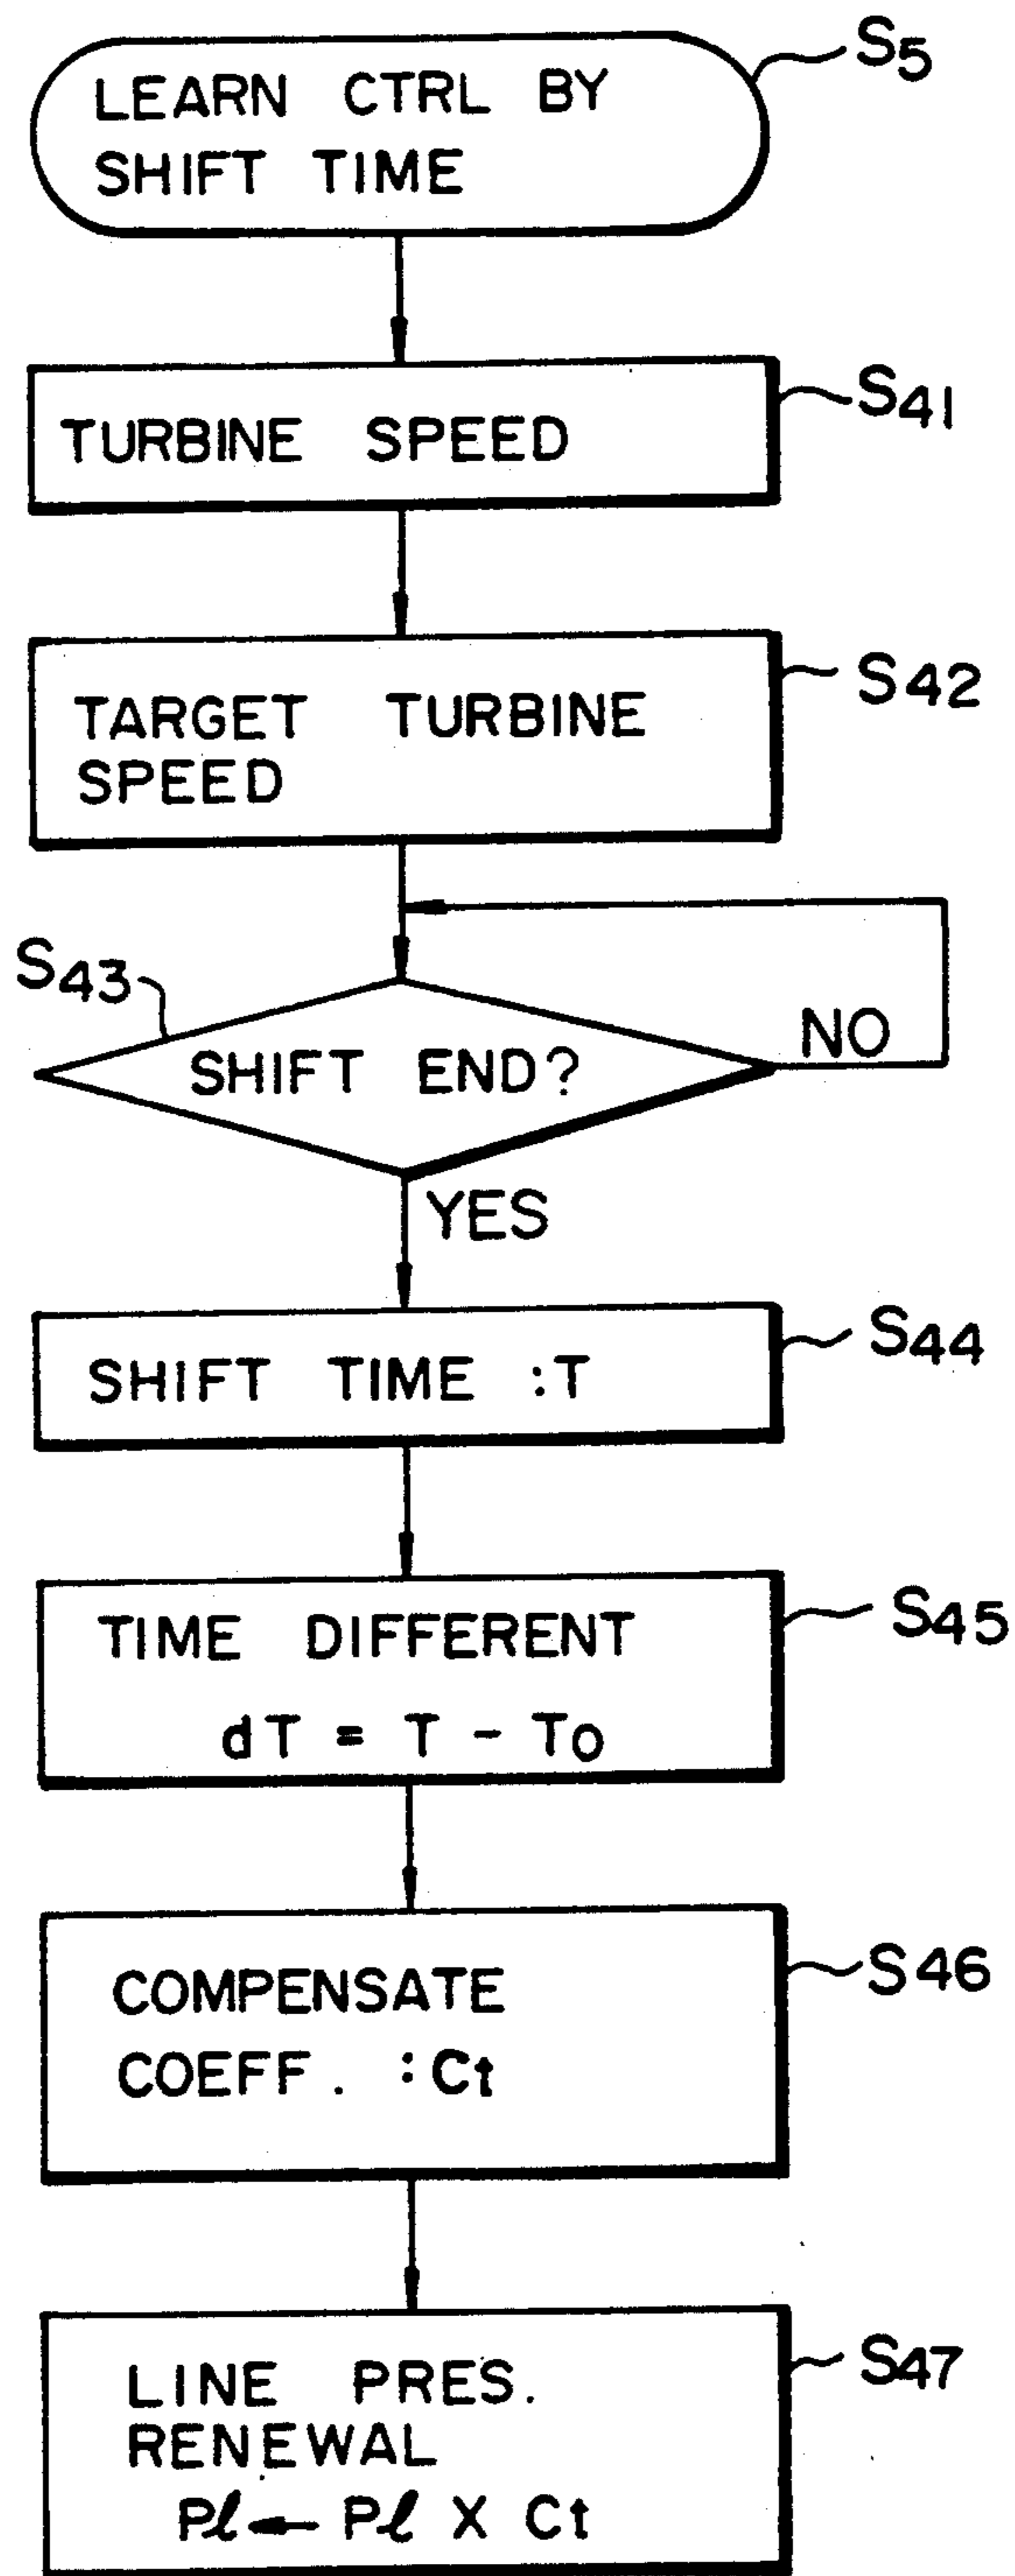 LEARN CTRL BY
SHIFT TIME
S5
TURBINE SPEED
S41
TARGET TURBINE
SPEED
S42
S43
SHIFT END?
NO
YES
SHIFT TIME :T
S44
TIME DIFFERENT
dT = T - To
S45
COMPENSATE
COEFF. :Ct
S46
LINE PRES.
RENEWAL
Pℓ ← Pℓ X Ct
S47